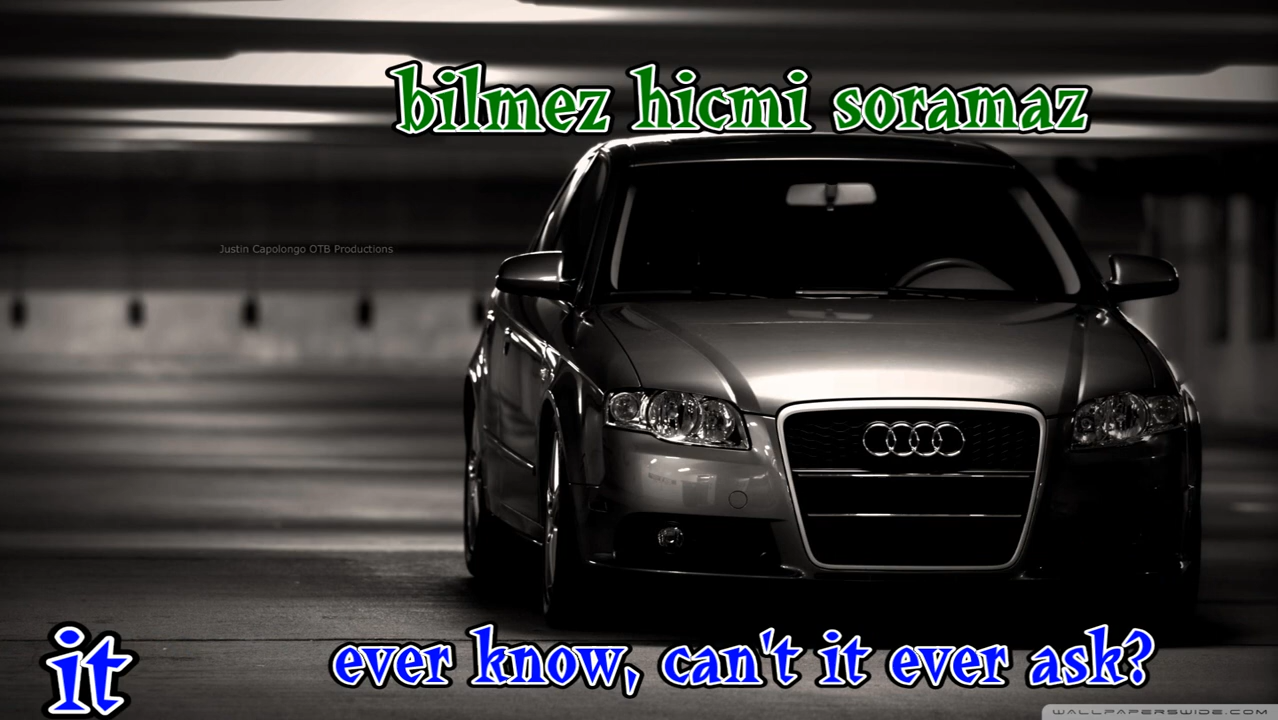 bilmez hicmi soramaz
Justin Capolongo OTB Productions
it
ever know, can't it ever ask?
WALLPAPERSWIDE.COM